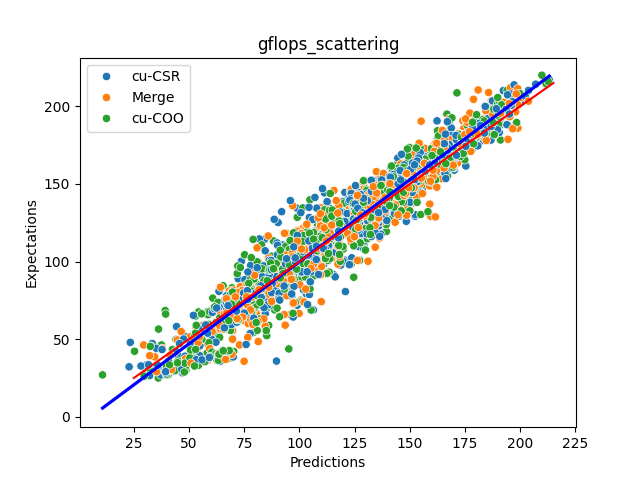 gflops_scattering
cu-CSR
Merge
cu-COO
Expectations
200
150
100
50
0
25 50 75 100 125 150 175 200 225
Predictions